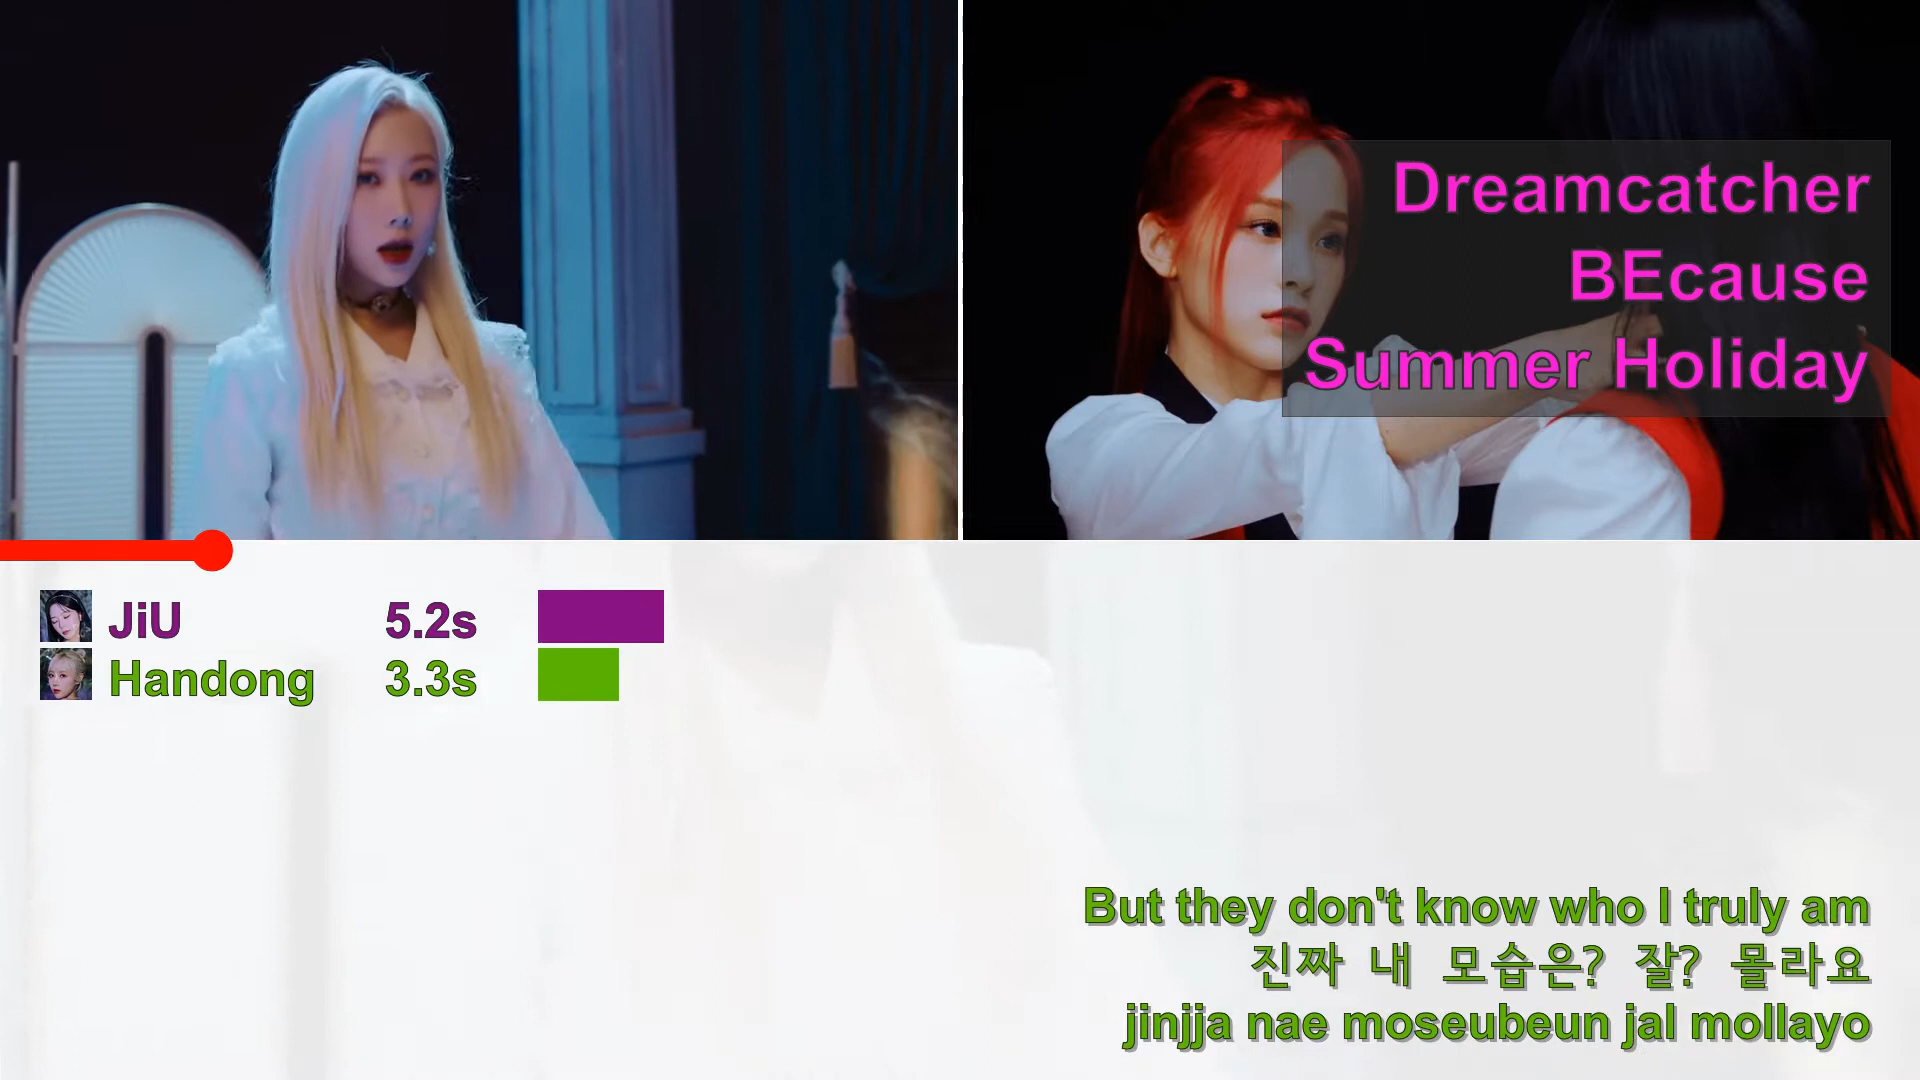 Dreamcatcher
BEcause
Summer Holiday
JiU 5.2s
Handong 3.3s
But they don't know who I truly am
진짜 내 모습은? 잘? 몰라요
jinjja nae moseubeun jal mollayo